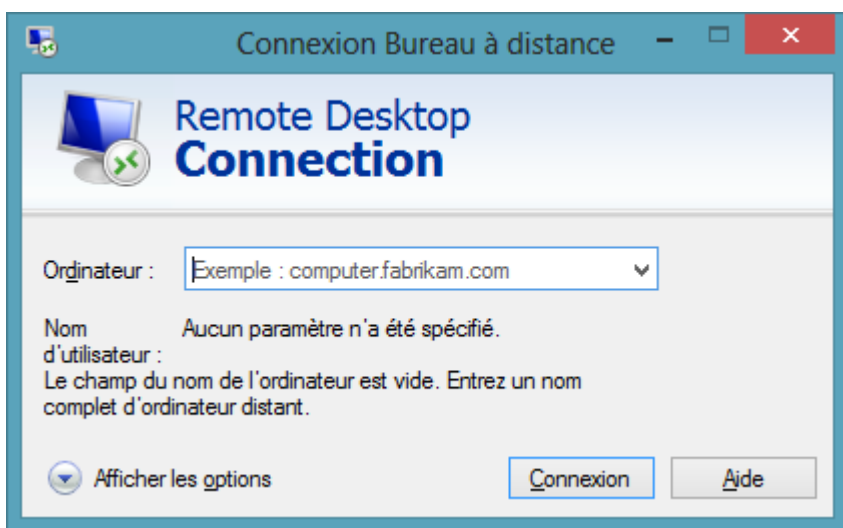 Connexion Bureau à distance
Remote Desktop
Connection
Ordinateur : Exemple : computer.fabrikam.com
Nom Aucun paramètre n'a été spécifié.
d'utilisateur :
Le champ du nom de l'ordinateur est vide. Entrez un nom
complet d'ordinateur distant.
Afficher les options Connexion Aide